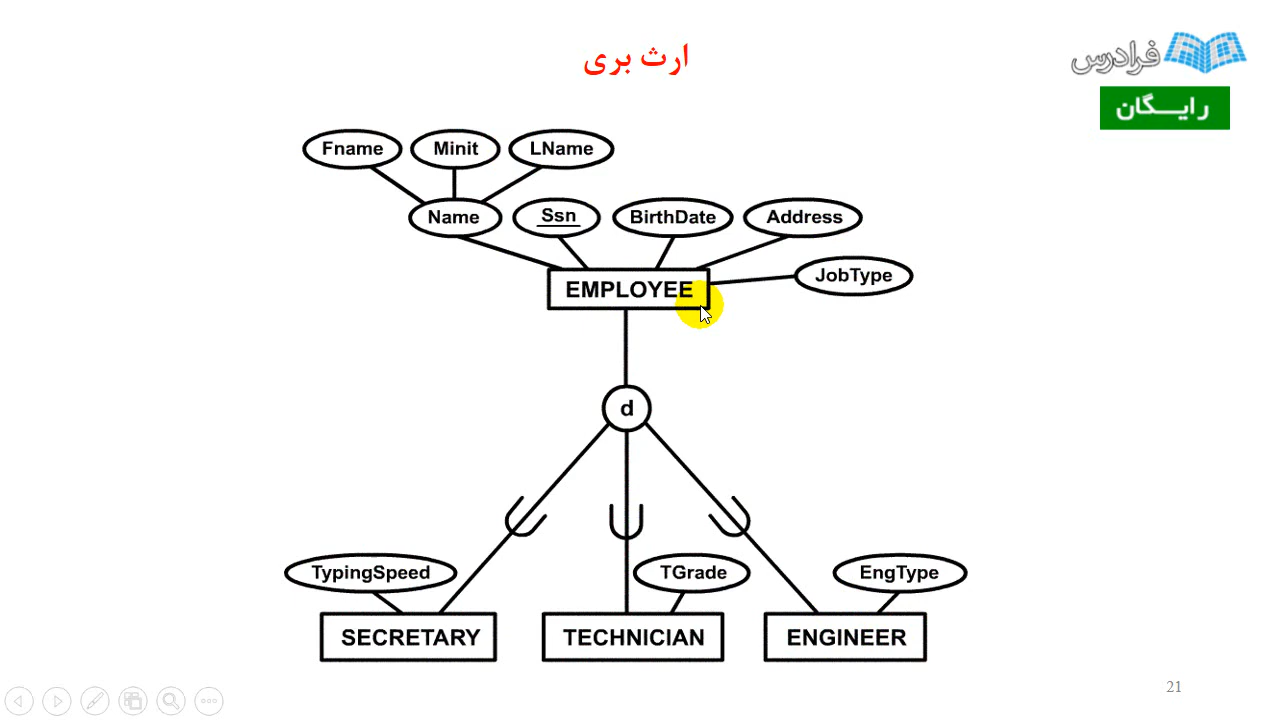 ارث بری
فرادرس
رایـــگان
Fname Minit LName
Name Ssn BirthDate Address
JobType
EMPLOYEE
d
TypingSpeed TGrade EngType
SECRETARY TECHNICIAN ENGINEER
21